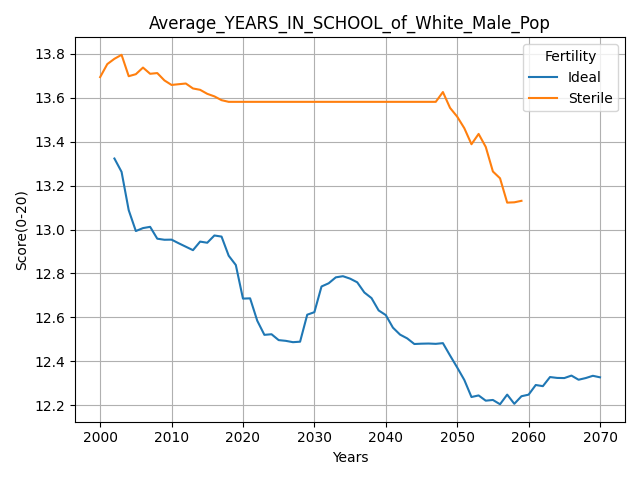 Average_YEARS_IN_SCHOOL_of_White_Male_Pop
Fertility
Ideal
Sterile
Score(0-20)
13.8
13.6
13.4
13.2
13.0
12.8
12.6
12.4
12.2
2000 2010 2020 2030 2040 2050 2060 2070
Years